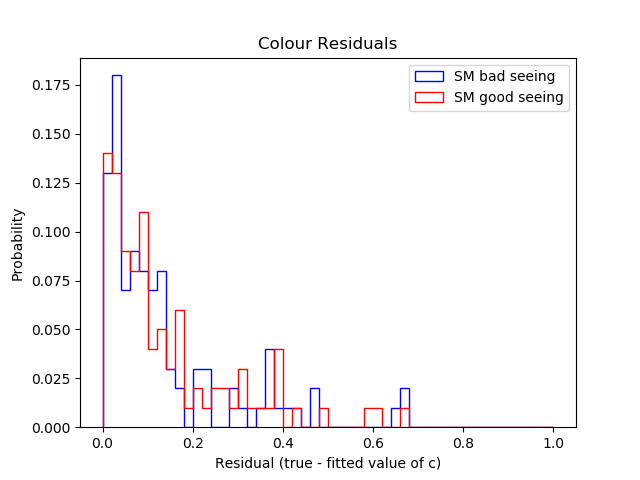 Colour Residuals
SM bad seeing
SM good seeing
0.175
0.150
0.125
0.100
0.075
0.050
0.025
0.000
Probability
0.0 0.2 0.4 0.6 0.8 1.0
Residual (true - fitted value of c)